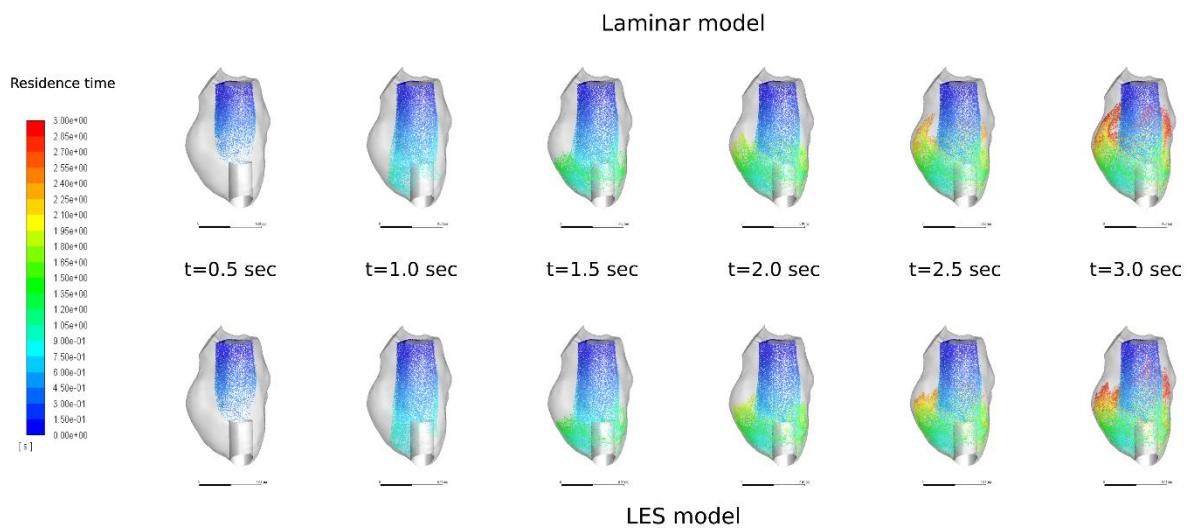 Laminar model
Residence time
3.00e+00
2.85e+00
2.70e+00
2.55e+00
2.40e+00
2.25e+00
2.10e+00
1.95e+00
1.80e+00
1.65e+00
1.50e+00
1.35e+00
1.20e+00
1.05e+00
9.00e-01
7.50e-01
6.00e-01
4.50e-01
3.00e-01
1.50e-01
0.00e+00
[ s ]
t=0.5 sec
t=1.0 sec
t=1.5 sec
t=2.0 sec
t=2.5 sec
t=3.0 sec
LES model